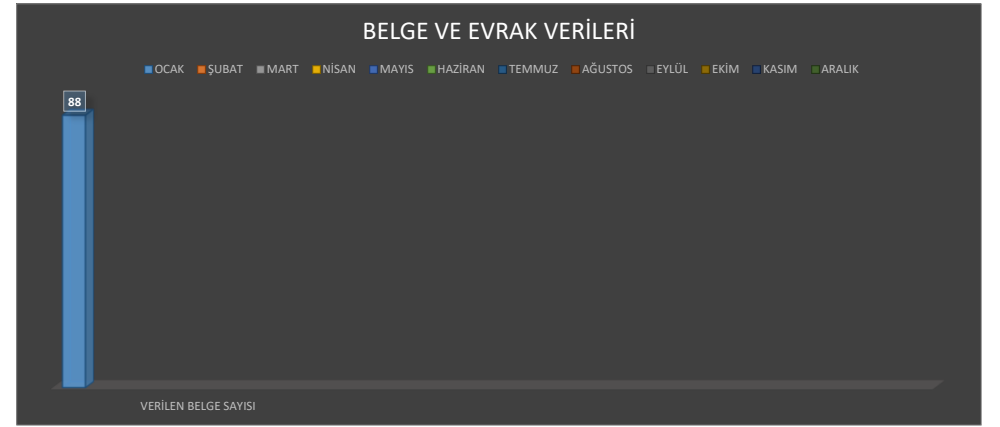 BELGE VE EVRAK VERİLERİ
OCAK ŞUBAT MART NİSAN MAYIS HAZİRAN TEMMUZ AĞUSTOS EYLÜL EKİM KASIM ARALIK
88
VERİLEN BELGE SAYISI